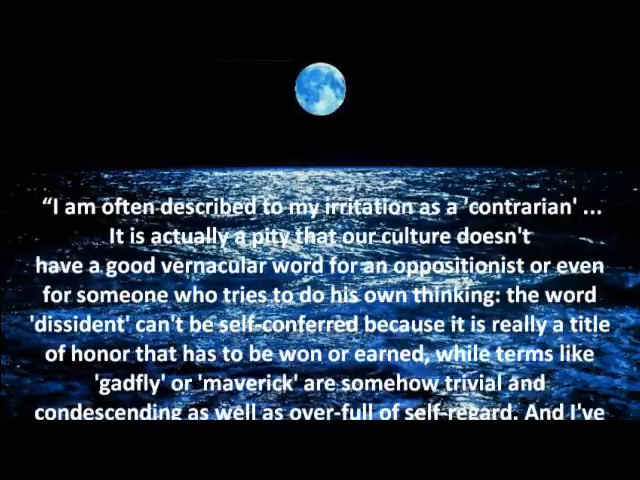 “I am often described to my irritation as a 'contrarian' ...
It is actually a pity that our culture doesn't
have a good vernacular word for an oppositionist or even
for someone who tries to do his own thinking: the word
'dissident' can't be self-conferred because it is really a title
of honor that has to be won or earned, while terms like
'gadfly' or 'maverick' are somehow trivial and
condescending as well as over-full of self-regard. And I've